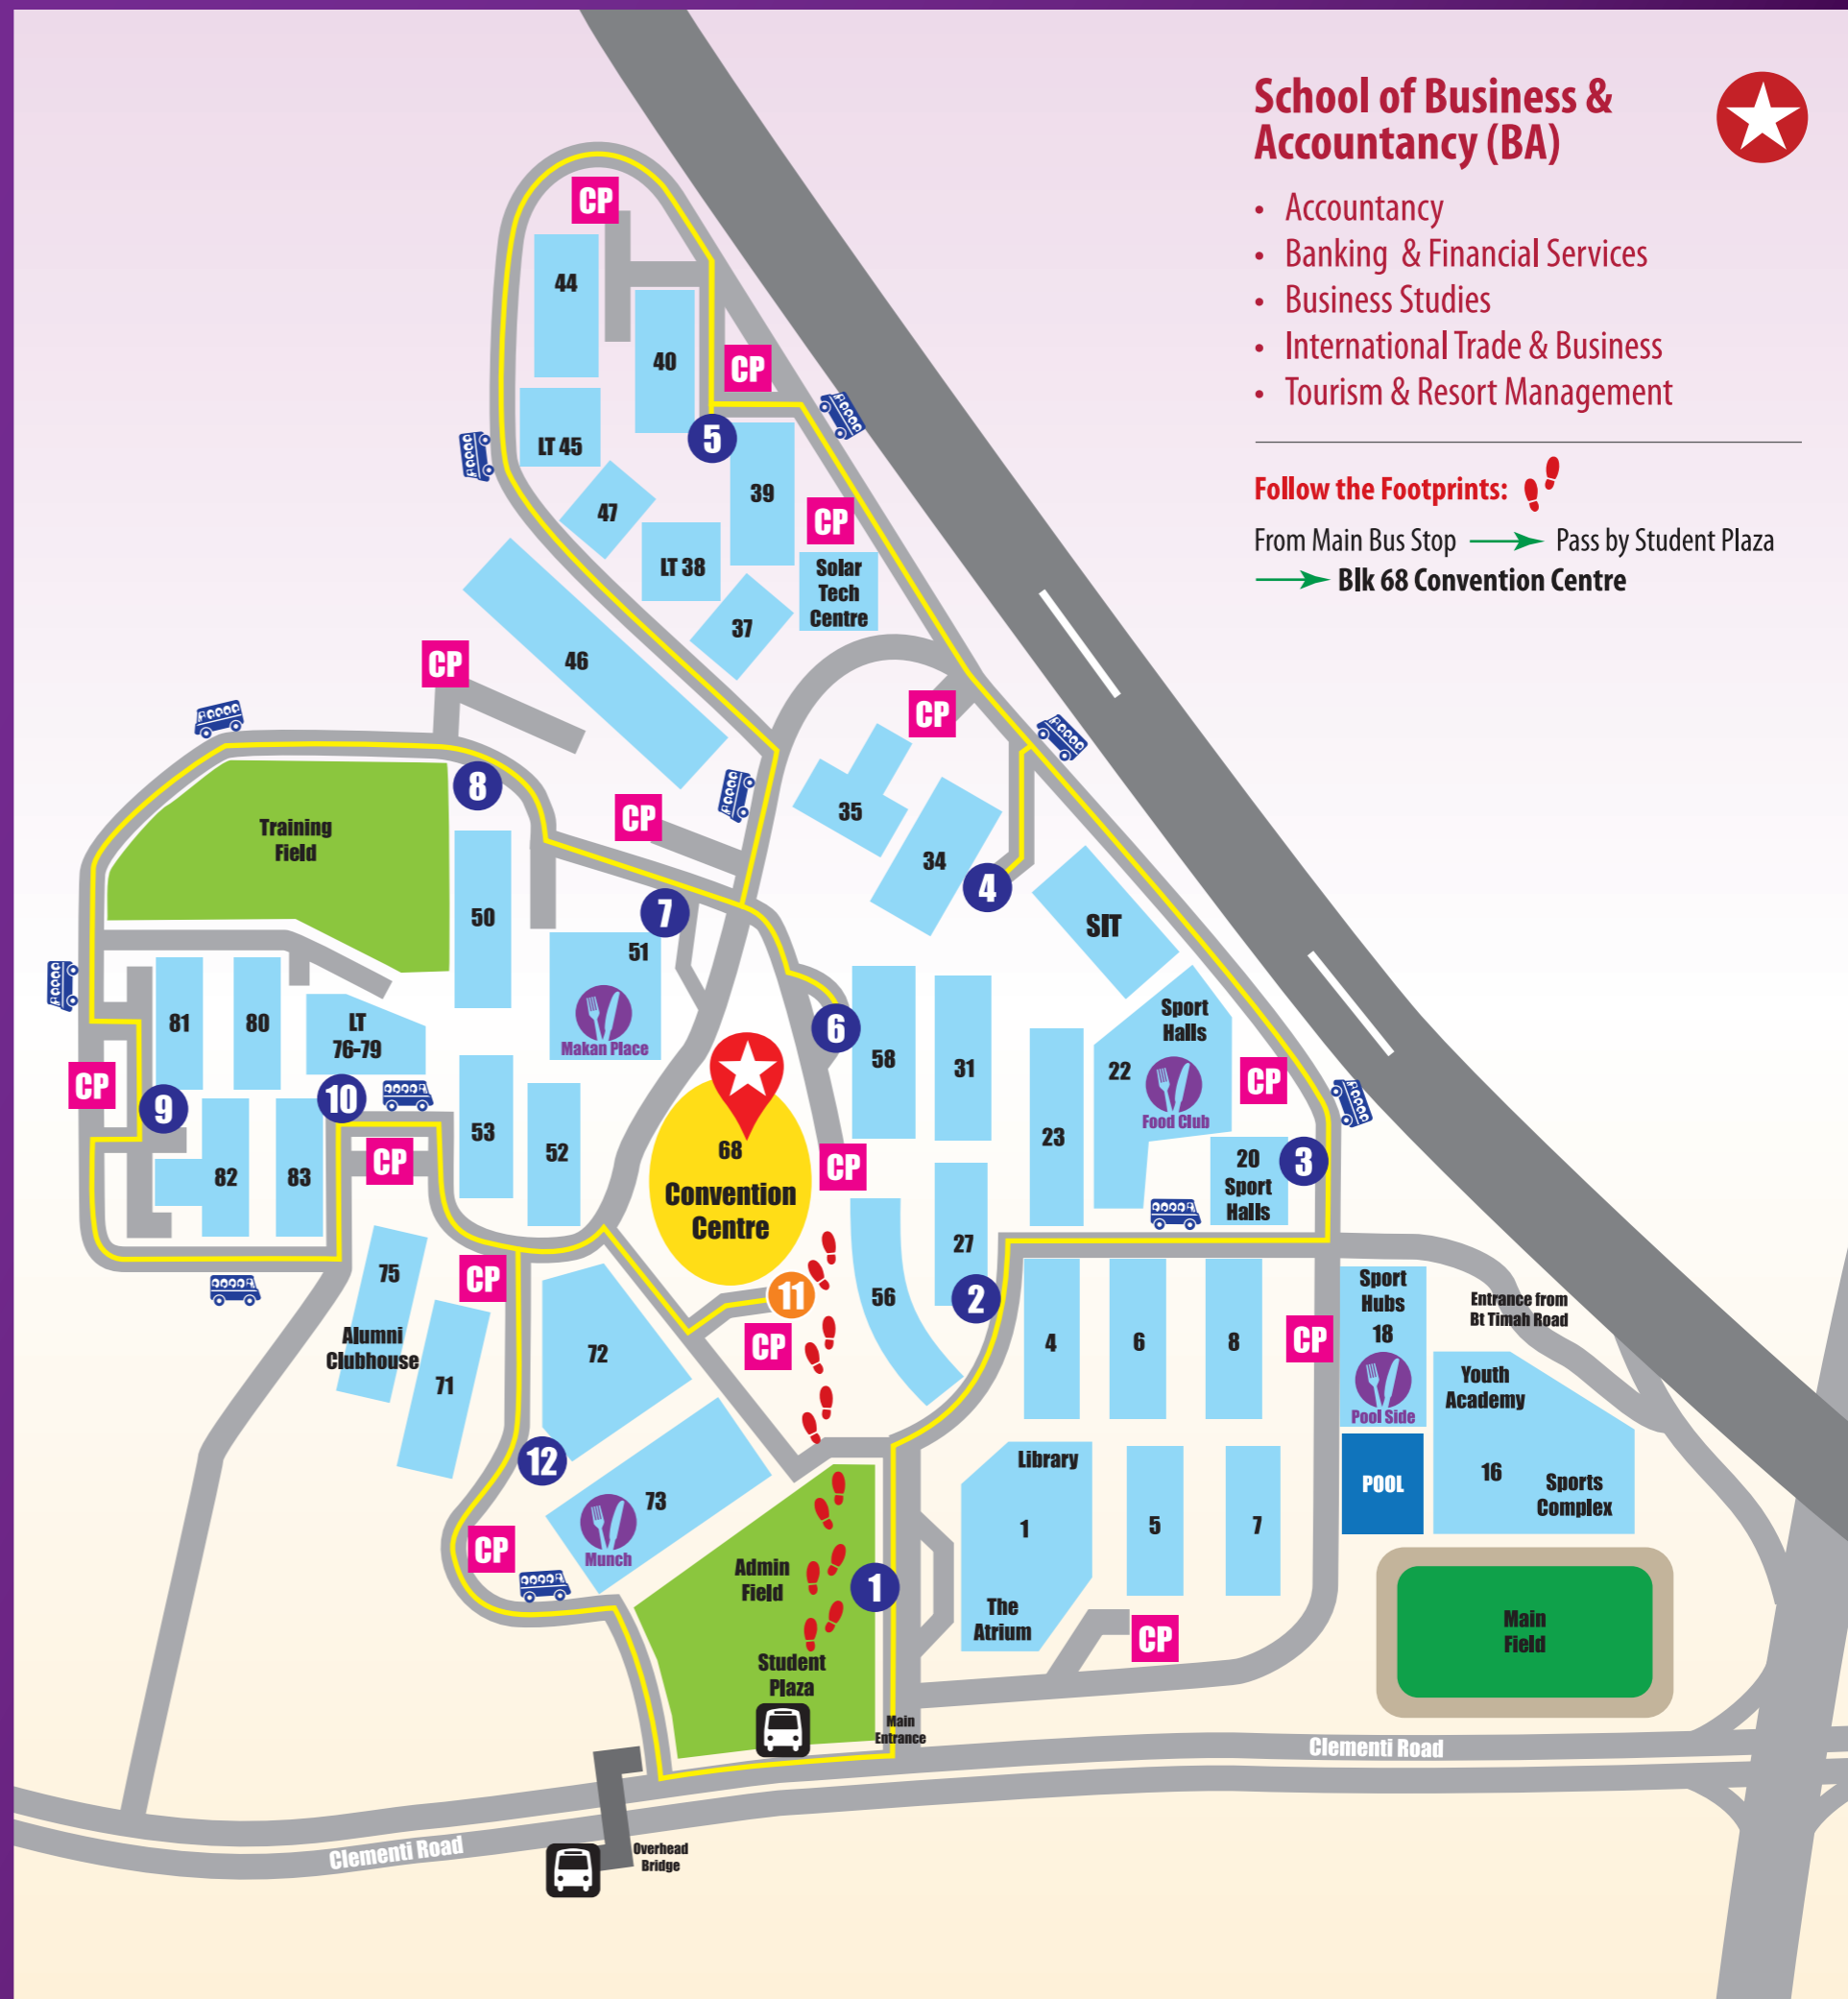 School of Business &
Accountancy (BA)
• Accountancy
• Banking & Financial Services
• Business Studies
• International Trade & Business
• Tourism & Resort Management
Follow the Footprints:
From Main Bus Stop
Pass by Student Plaza
Blk 68 Convention Centre
CP
44
40
CP
5
LT 45
39
47
CP
LT 38
Solar
Tech
Centre
37
46
CP
CP
8
35
CP
Training
Field
34
4
7
50
SIT
51
Makan Place
81
80
LT
76-79
6
58
31
Sport
Halls
22
Food Club
CP
CP
9
10
53
52
23
68
Convention
Centre
CP
20
Sport
Halls
3
CP
82
83
27
75
CP
11
56
2
Sport
Hubs
18
Pool Side
Entrance from
Bt Timah Road
Alumni
Clubhouse
71
72
CP
4
6
8
CP
Youth
Academy
16
Sports
Complex
12
Library
1
The
Atrium
POOL
73
Munch
5
7
CP
Admin
Field
1
Student
Plaza
CP
Main
Field
Main
Entrance
Clementi Road
Clementi Road
Overhead
Bridge